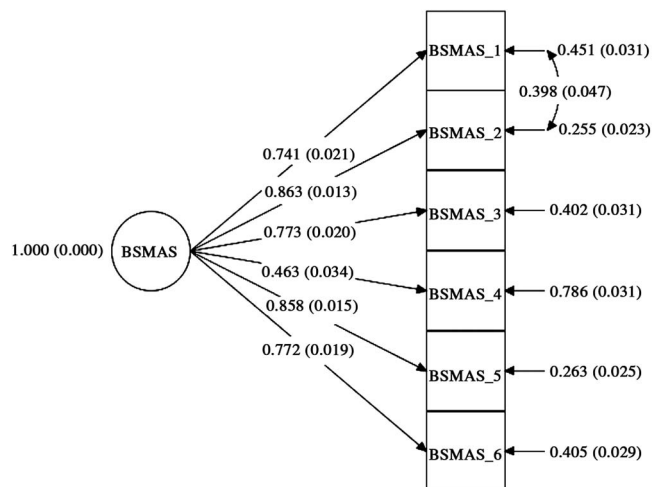 BSMAS_1
0.451 (0.031)
0.398 (0.047)
BSMAS_2
0.255 (0.023)
0.741 (0.021)
0.863 (0.013)
BSMAS_3
0.402 (0.031)
0.773 (0.020)
1.000 (0.000)
BSMAS
0.463 (0.034)
BSMAS_4
0.786 (0.031)
0.858 (0.015)
0.772 (0.019)
BSMAS_5
0.263 (0.025)
BSMAS_6
0.405 (0.029)